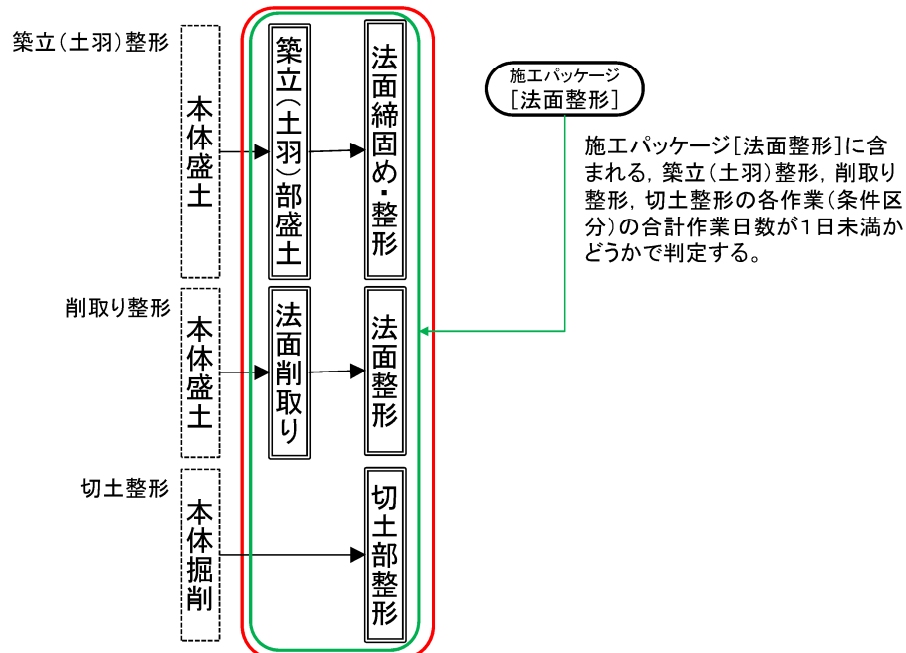 築立(土羽)整形
本体盛土
築立(土羽)部盛土
法面締固め・整形
施工パッケージ
[法面整形]
施工パッケージ[法面整形]に含
まれる, 築立(土羽)整形, 削取り
整形, 切土整形の各作業(条件区
分)の合計作業日数が1日未満か
どうかで判定する。
削取り整形
本体盛土
法面削取り
法面整形
切土整形
本体掘削
切土部整形